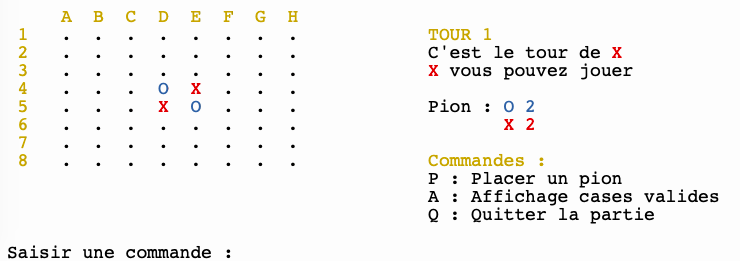 A B C D E F G H
1 . . . . . . . .
2 . . . . . . . .
3 . . . . . . . .
4 . . . O X . . .
5 . . . X O . . .
6 . . . . . . . .
7 . . . . . . . .
8 . . . . . . . .
TOUR 1
C'est le tour de X
X vous pouvez jouer
Pion : O 2
X 2
Commandes :
P : Placer un pion
A : Affichage cases valides
Q : Quitter la partie
Saisir une commande :